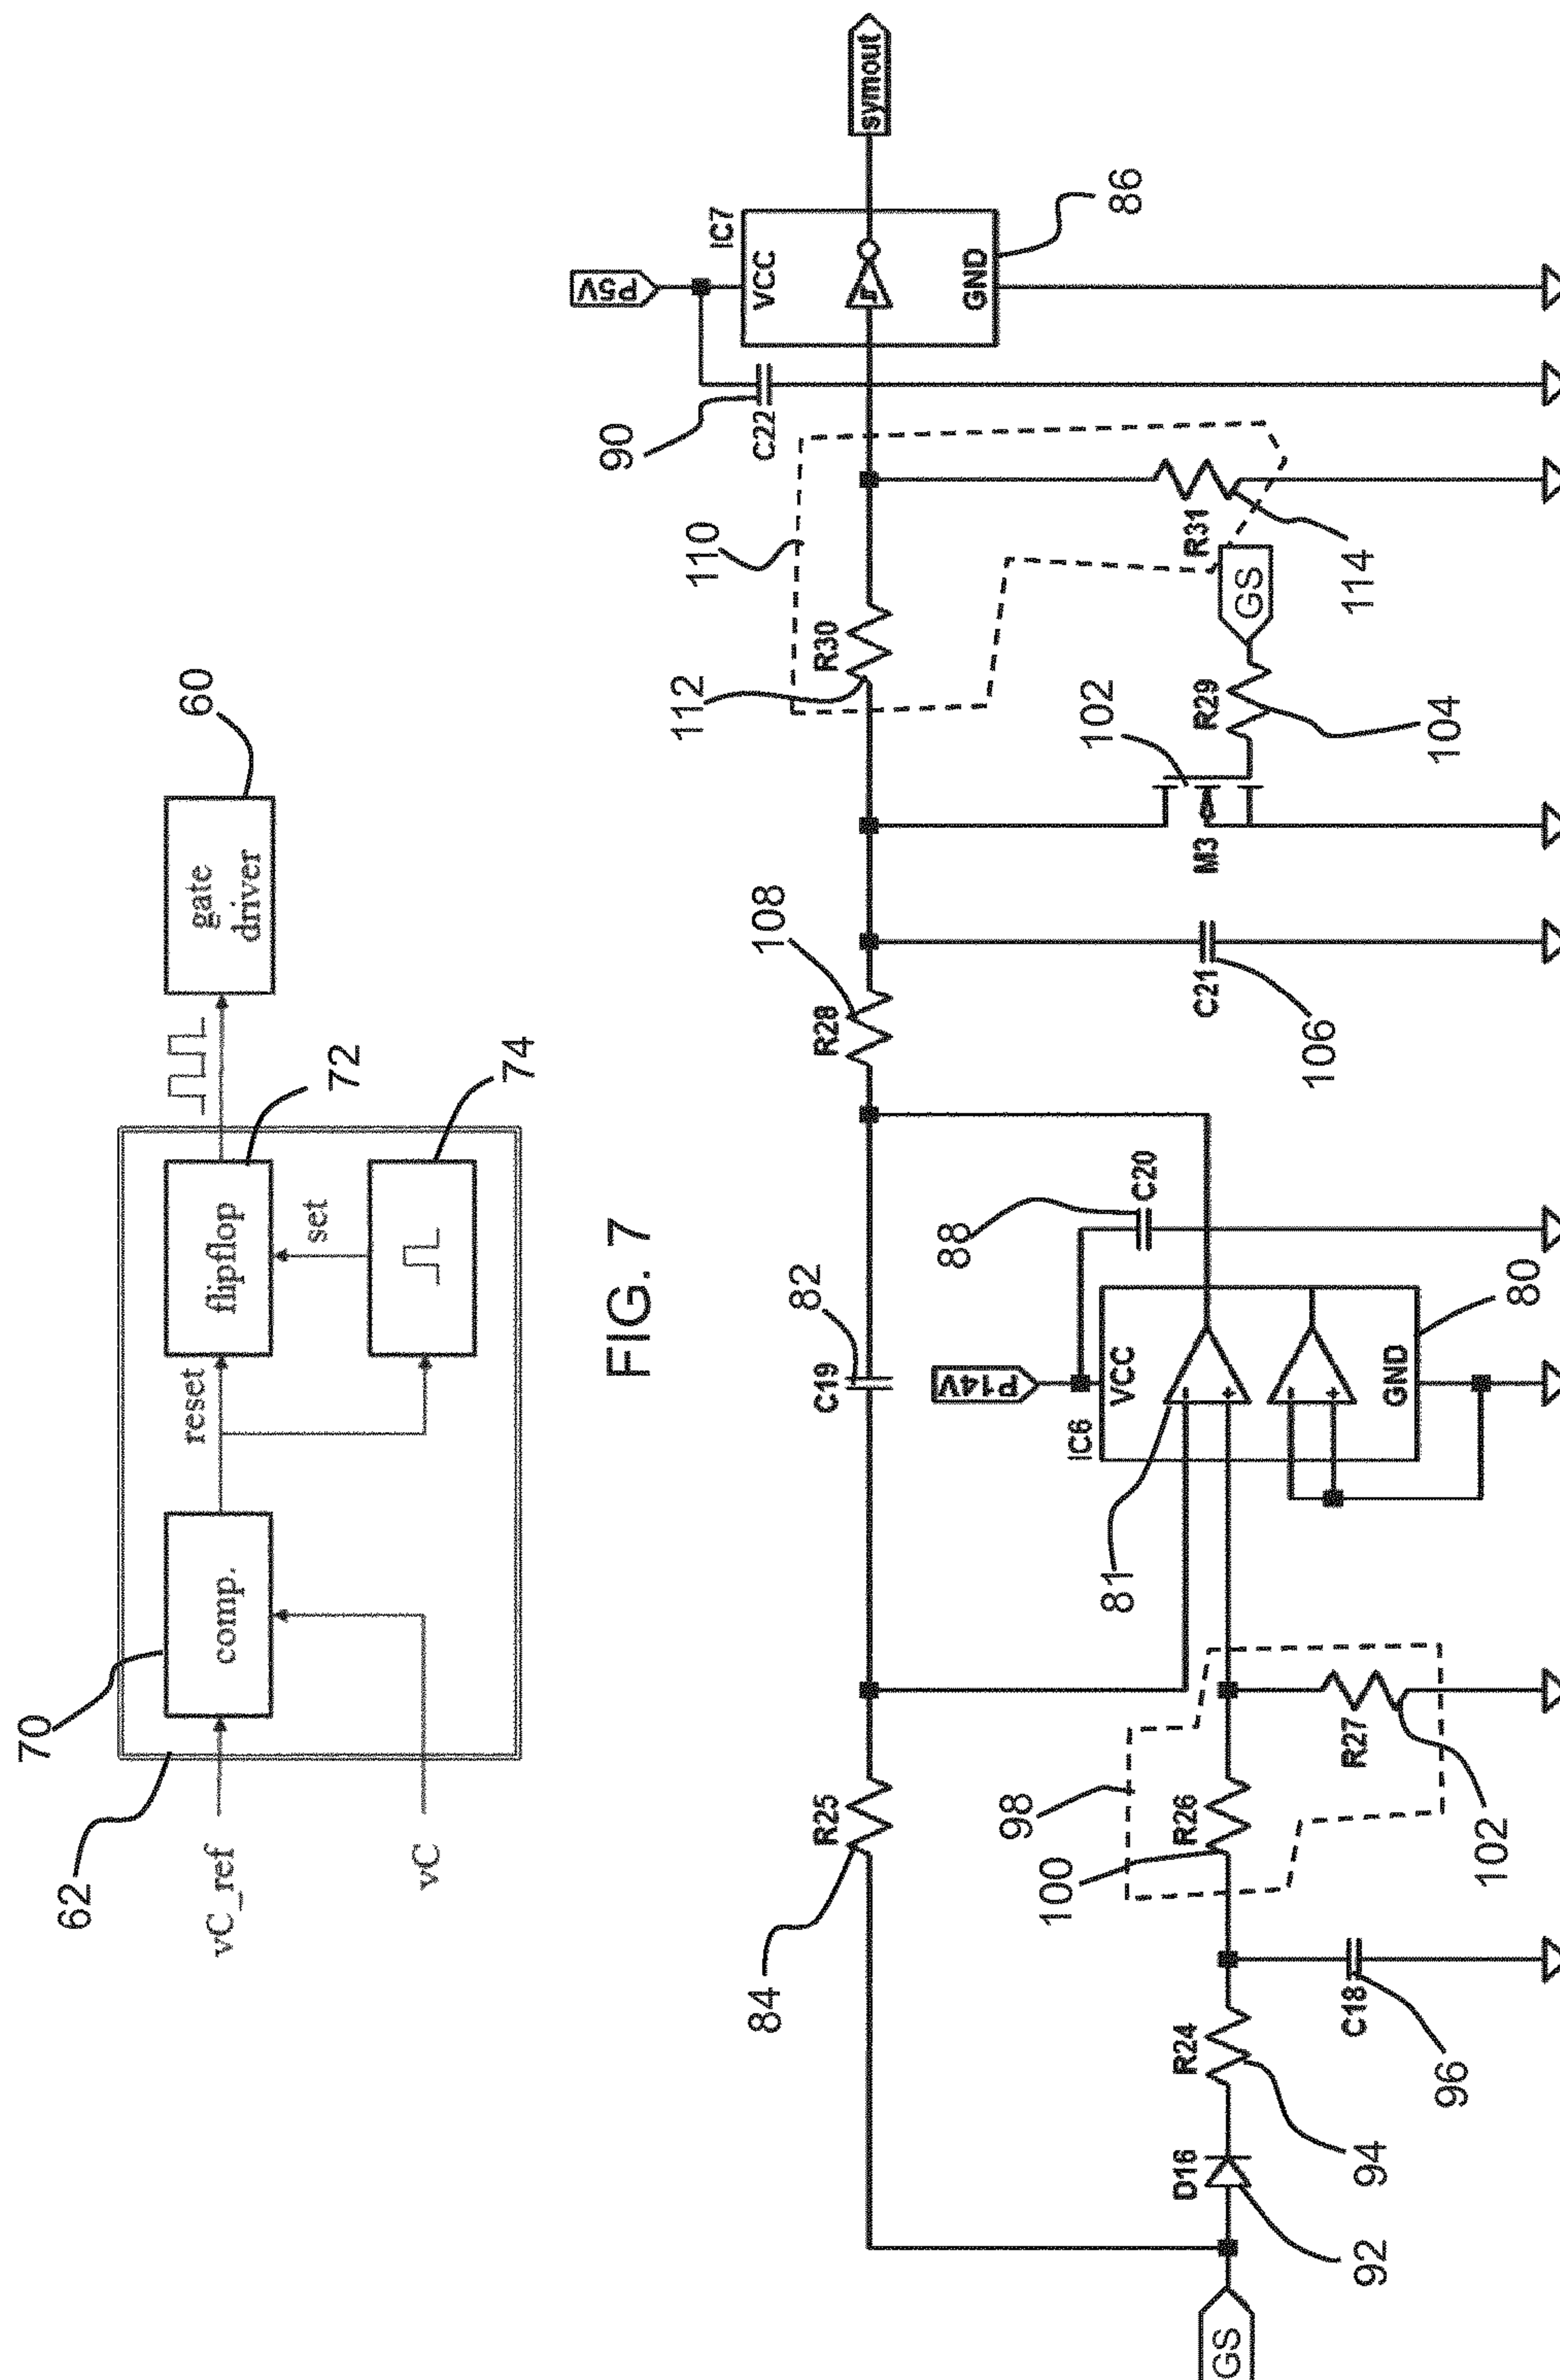 62
70
vC_ref
vC
comp.
reset
flipflop
set
72
74
gate
driver
60
FIG. 7
GS
84
R25
C19
82
D16
92
R24
94
C18
96
98
100
R26
R27
102
81
IC6
P14V
VCC
GND
80
88
C20
R28
108
C21
106
M3
102
R29
104
GS
112
R30
110
R31
114
90
C22
P5V
IC7
VCC
GND
86
symout